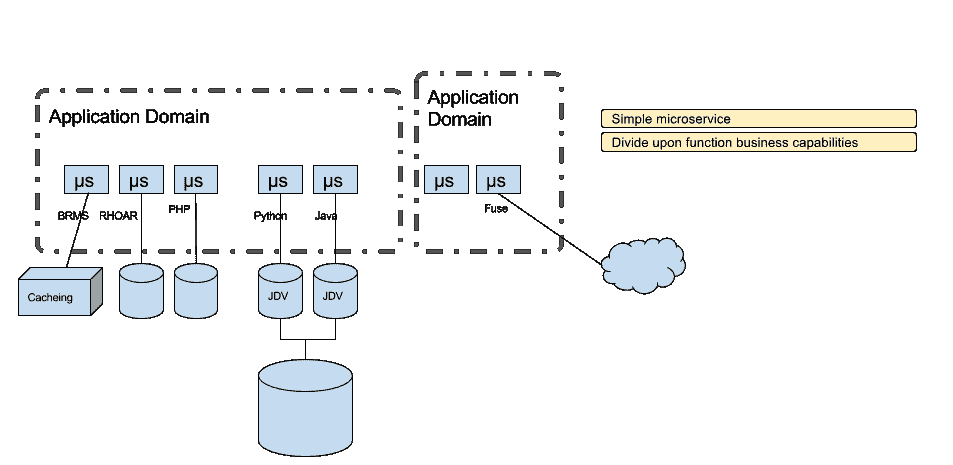 Application Domain
Application
Domain
Simple microservice
Divide upon function business capabilities
µs
µs
µs
µs
µs
µs
µs
BRMS
RHOAR
PHP
Python
Java
Fuse
Cacheing
JDV
JDV